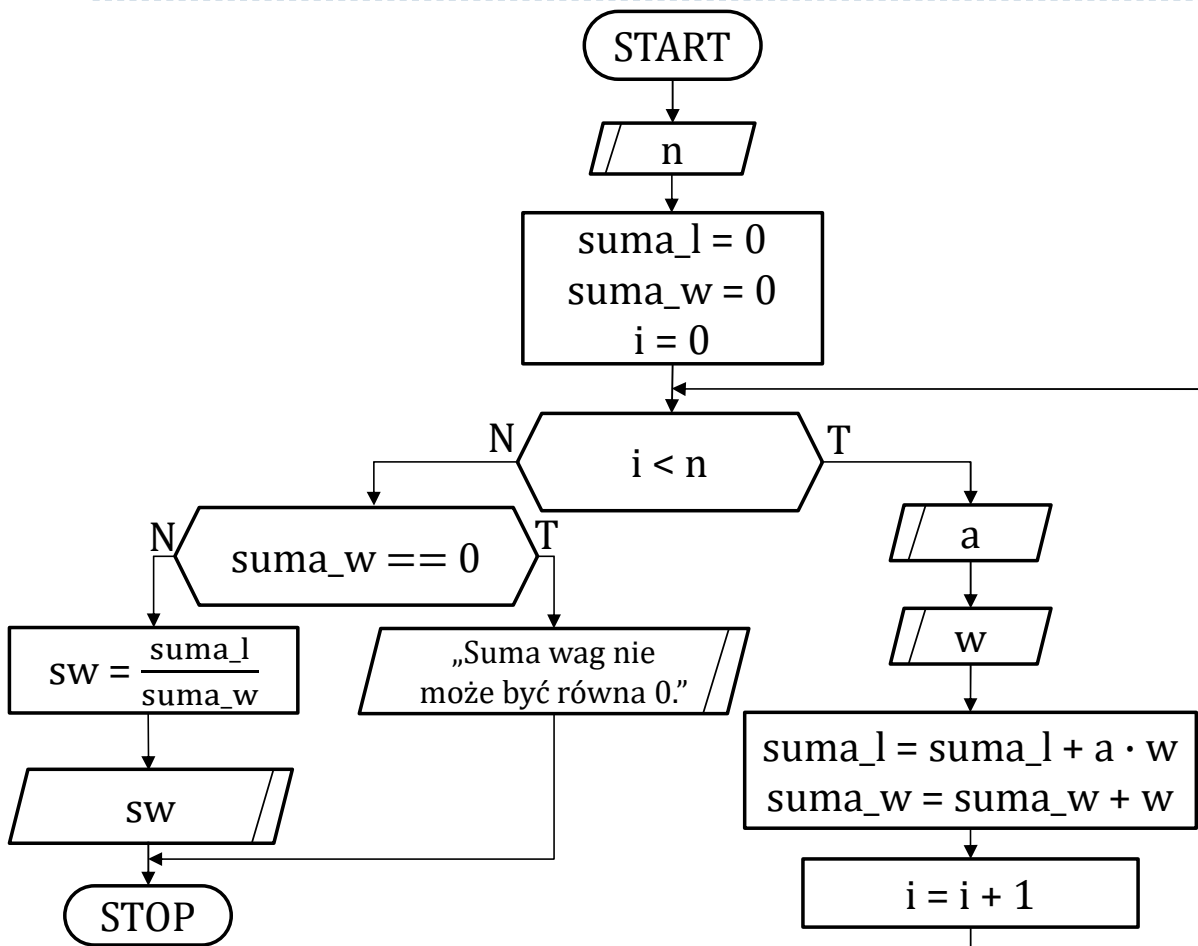 START
n
suma_l = 0
suma_w = 0
i = 0
N
i < n
T
N
suma_w == 0
T
a
w
sw = suma_l
suma_w
„Suma wag nie
może być równa 0.”
suma_l = suma_l + a · w
suma_w = suma_w + w
sw
i = i + 1
STOP